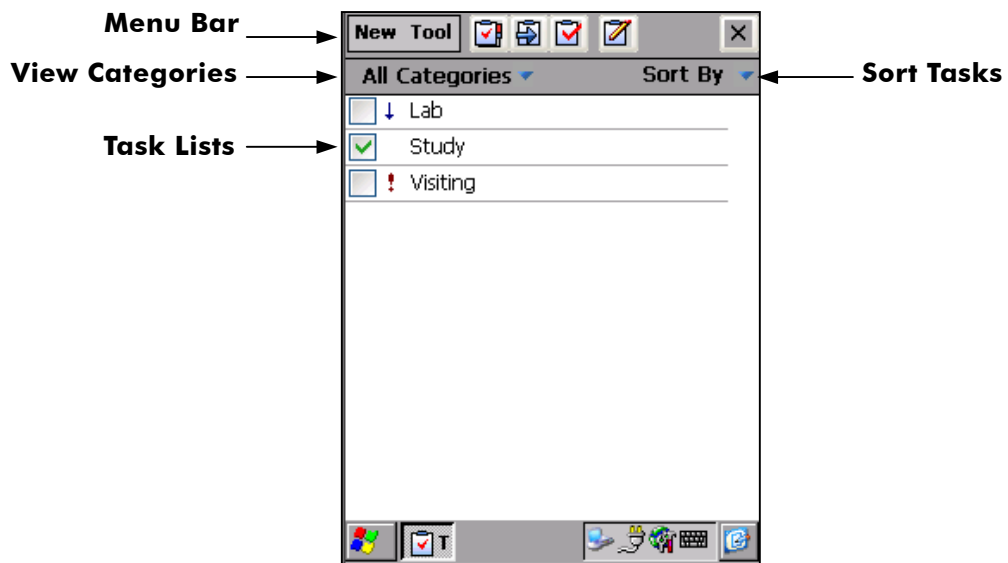 Menu Bar
New Tool
View Categories
All Categories
Sort By
Sort Tasks
Lab
Task Lists
Study
Visiting
T